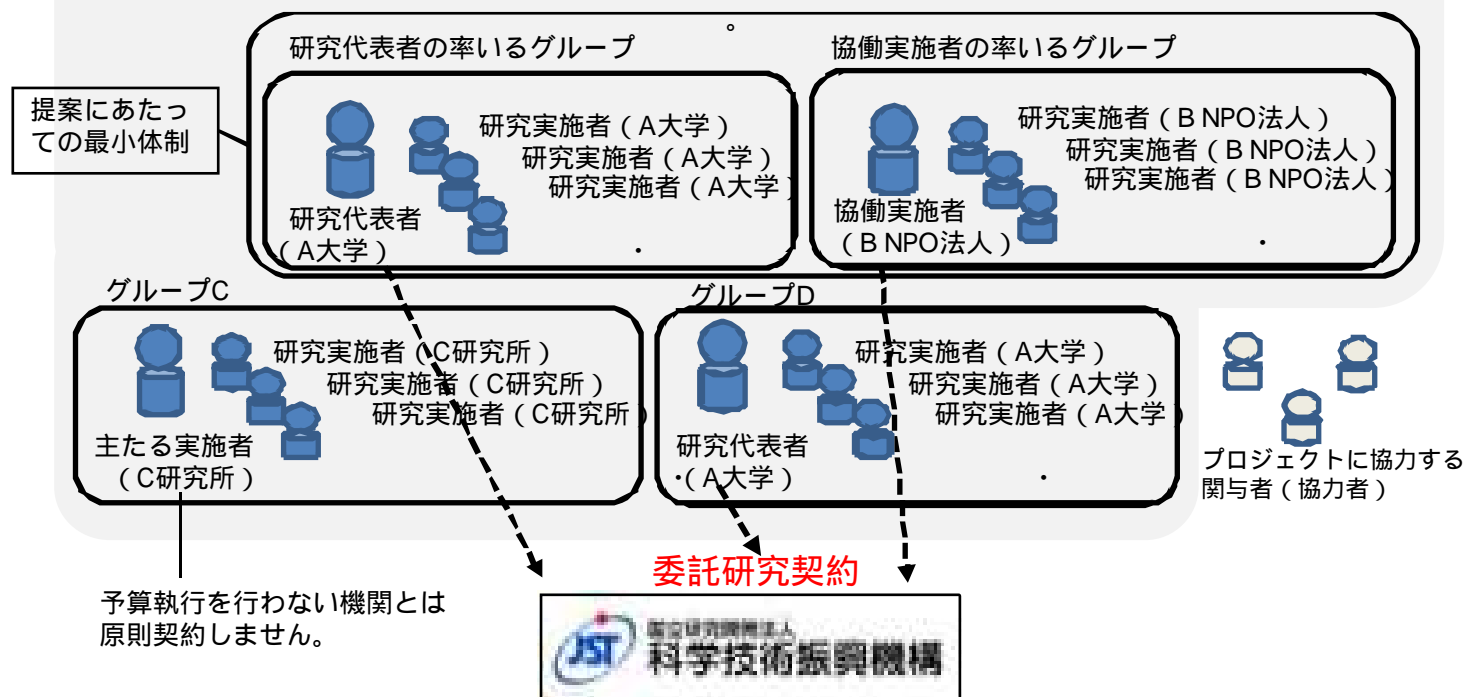 研究代表者の率いるグループ
協働実施者の率いるグループ
提案にあたっ
ての最小体制
研究実施者（A大学）
研究実施者（A大学）
研究実施者（A大学）
研究代表者
（A大学）
研究実施者（B NPO法人）
研究実施者（B NPO法人）
研究実施者（B NPO法人）
協働実施者
（B NPO法人）
グループC
研究実施者（C研究所）
研究実施者（C研究所）
研究実施者（C研究所）
主たる実施者
（C研究所）
グループD
研究実施者（A大学）
研究実施者（A大学）
研究実施者（A大学）
研究代表者
（A大学）
プロジェクトに協力する
関与者（協力者）
予算執行を行わない機関とは
原則契約しません。
委託研究契約
JST
国立研究開発法人
科学技術振興機構